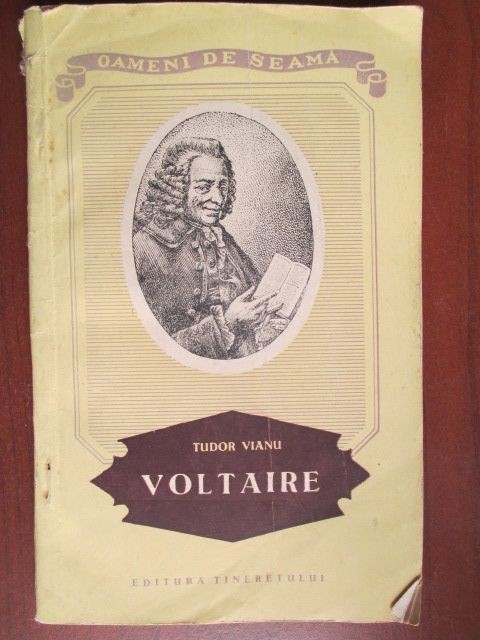 OAMENI DE SEAMĂ
TUDOR VIANU
VOLTAIRE
EDITURA TINERETULUI